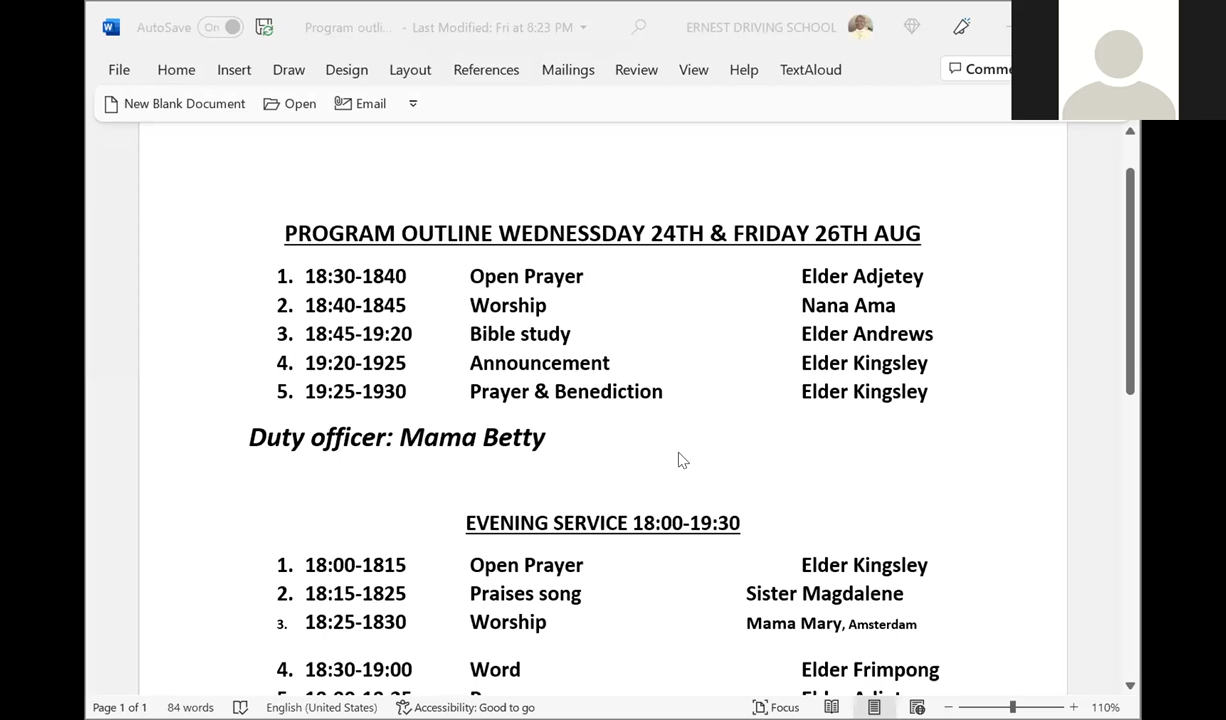 AutoSave On Program outli... - Last Modified: Fri at 8:23 PM ERNEST DRIVING SCHOOL
File Home Insert Draw Design Layout References Mailings Review View Help TextAloud
New Blank Document Open Email
PROGRAM OUTLINE WEDNESSDAY 24TH & FRIDAY 26TH AUG
1. 18:30-1840 Open Prayer Elder Adjetey
2. 18:40-1845 Worship Nana Ama
3. 18:45-19:20 Bible study Elder Andrews
4. 19:20-1925 Announcement Elder Kingsley
5. 19:25-1930 Prayer & Benediction Elder Kingsley
Duty officer: Mama Betty
EVENING SERVICE 18:00-19:30
1. 18:00-1815 Open Prayer Elder Kingsley
2. 18:15-1825 Praises song Sister Magdalene
3. 18:25-1830 Worship Mama Mary, Amsterdam
4. 18:30-19:00 Word Elder Frimpong
Page 1 of 1 84 words English (United States) Accessibility: Good to go Focus 110%